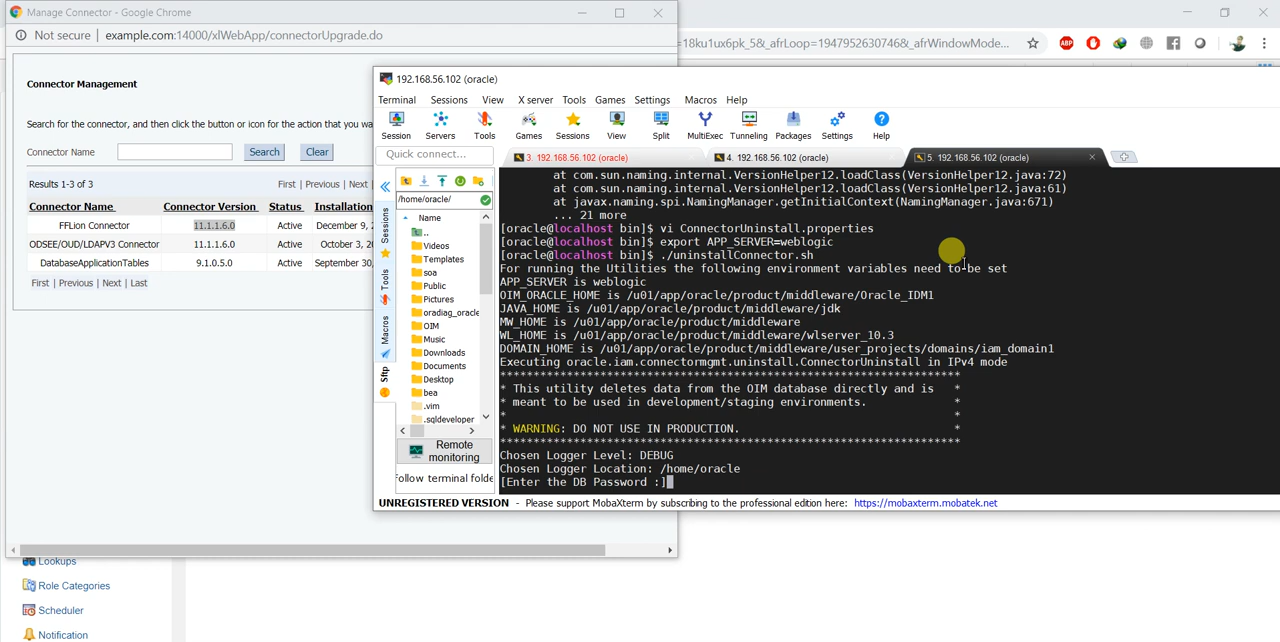 Manage Connector - Google Chrome
Not secure | example.com:14000/xlWebApp/connectorUpgrade.do
=18ku1ux6pk_5&_afrLoop=1947952630746&_afrWindowMode...
ABP
Connector Management
Search for the connector, and then click the button or icon for the action that you wa
Connector Name
Search
Clear
Results 1-3 of 3
First | Previous | Next
Connector Name
Connector Version
Status
Installation
FFLion Connector
11.1.1.6.0
Active
December 9, 2
ODSEE/OUD/LDAPV3 Connector
11.1.1.6.0
Active
October 3, 2
DatabaseApplicationTables
9.1.0.5.0
Active
September 30,
First | Previous | Next | Last
Lookups
Role Categories
Scheduler
Notification
192.168.56.102 (oracle)
Terminal Sessions View X server Tools Games Settings Macros Help
Session Servers Tools Games Sessions View Split MultiExec Tunneling Packages Settings Help
Quick connect...
3. 192.168.56.102 (oracle)
4. 192.168.56.102 (oracle)
5. 192.168.56.102 (oracle)
Sessions
Tools
Macros
Sftp
/home/oracle/
Name
..
Videos
Templates
soa
Public
Pictures
oradiag_oracle
OIM
Music
Downloads
Documents
Desktop
bea
.vim
.sqldeveloper
Remote
monitoring
Follow terminal folde
at com.sun.naming.internal.VersionHelper12.loadClass(VersionHelper12.java:72)
at com.sun.naming.internal.VersionHelper12.loadClass(VersionHelper12.java:61)
at javax.naming.spi.NamingManager.getInitialContext(NamingManager.java:671)
... 21 more
[oracle@localhost bin]$ vi ConnectorUninstall.properties
[oracle@localhost bin]$ export APP_SERVER=weblogic
[oracle@localhost bin]$ ./uninstallConnector.sh
For running the Utilities the following environment variables need to be set
APP_SERVER is weblogic
OIM_ORACLE_HOME is /u01/app/oracle/product/middleware/Oracle_IDM1
JAVA_HOME is /u01/app/oracle/product/middleware/jdk
MW_HOME is /u01/app/oracle/product/middleware
WL_HOME is /u01/app/oracle/product/middleware/wlserver_10.3
DOMAIN_HOME is /u01/app/oracle/product/middleware/user_projects/domains/iam_domain1
Executing oracle.iam.connectormgmt.uninstall.ConnectorUninstall in IPv4 mode
***************************************************************
* This utility deletes data from the OIM database directly and is *
* meant to be used in development/staging environments. *
* *
* WARNING: DO NOT USE IN PRODUCTION. *
***************************************************************
Chosen Logger Level: DEBUG
Chosen Logger Location: /home/oracle
[Enter the DB Password :]
UNREGISTERED VERSION - Please support MobaXterm by subscribing to the professional edition here: https://mobaxterm.mobatek.net